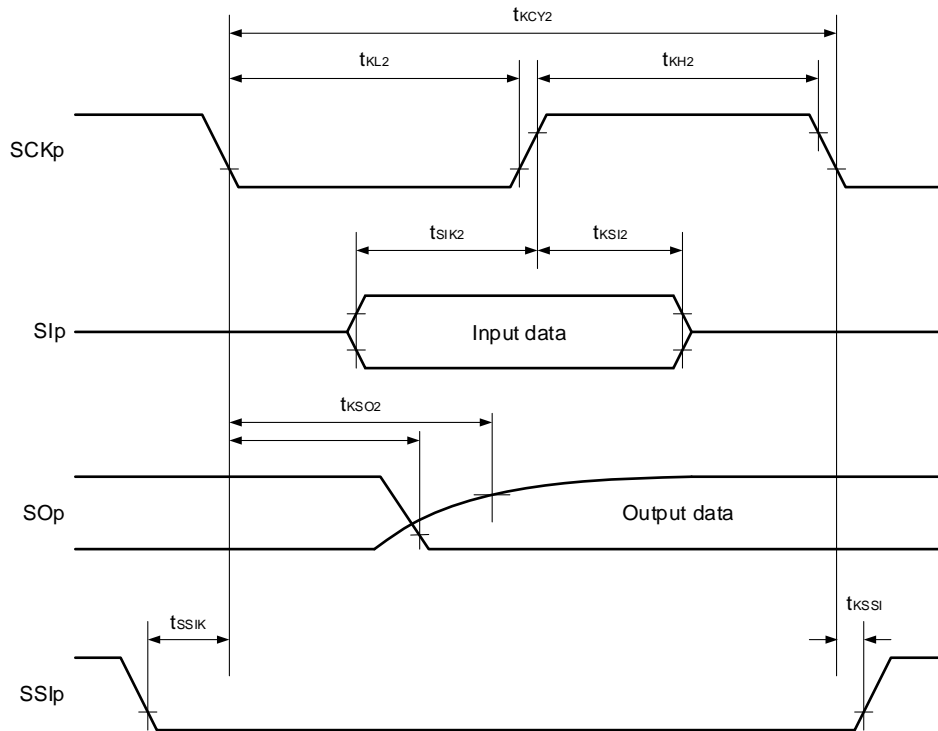 tKCY2
tKL2
tKH2
SCKp
tSIK2
tKSI2
SIp
Input data
tKSO2
SOp
Output data
tSSIK
tKSSI
SSIp